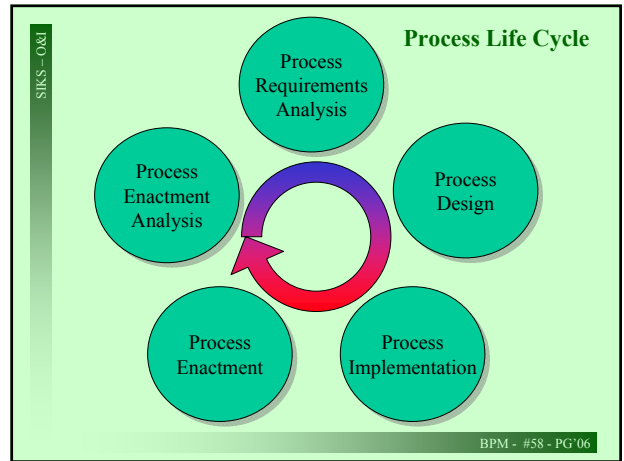 Process Life Cycle
SIKS – O&I
Process
Requirements
Analysis
Process
Design
Process
Implementation
Process
Enactment
Process
Enactment
Analysis
BPM - #58 - PG'06